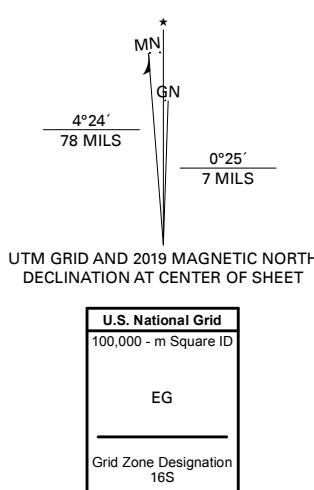 ★
MN
GN
4°24´
78 MILS
0°25´
7 MILS
UTM GRID AND 2019 MAGNETIC NORTH
DECLINATION AT CENTER OF SHEET
U.S. National Grid
100,000 - m Square ID
EG
Grid Zone Designation
16S